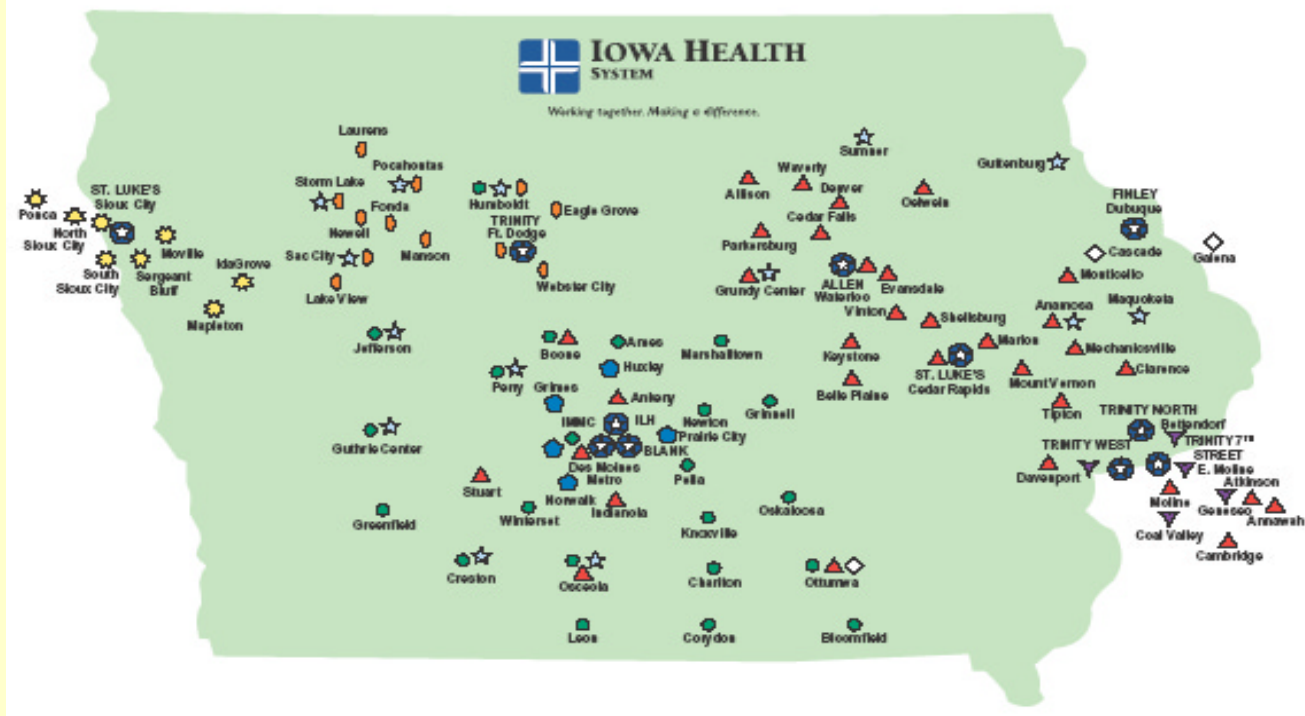 IOWA HEALTH
SYSTEM
Working together. Making a difference.
Laurens
Pocahontas
Storm Lake
Fonda
Newell
Humboldt
Eagle Grove
TRINITY
Ft. Dodge
Manson
Sac City
Lake View
Webster City
Ponca
ST. LUKE'S
Sioux City
North
Sioux City
Moville
South
Sioux City
Sergeant
Bluff
IdaGrove
Mapleton
Sumner
Guttenburg
Allison
Waverly
Denver
Oelwein
Cedar Falls
Parkersburg
FINLEY
Dubuque
Cascade
Galena
Grundy Center
ALLEN
Waterloo
Evansdale
Monticello
Vinton
Shellsburg
Anamosa
Maquoketa
Jefferson
Boone
Ames
Marshalltown
Keystone
Marion
Mechanicsville
Huxley
Perry
Grimes
Ankeny
Belle Plaine
ST. LUKE'S
Cedar Rapids
Mount Vernon
Clarence
Tipton
Newton
Grinnell
IMMC
ILH
Prairie City
BLANK
Guthrie Center
Des Moines
Metro
Pella
TRINITY NORTH
Bettendorf
TRINITY WEST
TRINITY 7TH
STREET
E. Moline
Davenport
Atkinson
Moline
Geneseo
Annawah
Coal Valley
Cambridge
Stuart
Norwalk
Indianola
Greenfield
Winterset
Knoxville
Oskaloosa
Creston
Osceola
Chariton
Ottumwa
Leon
Corydon
Bloomfield